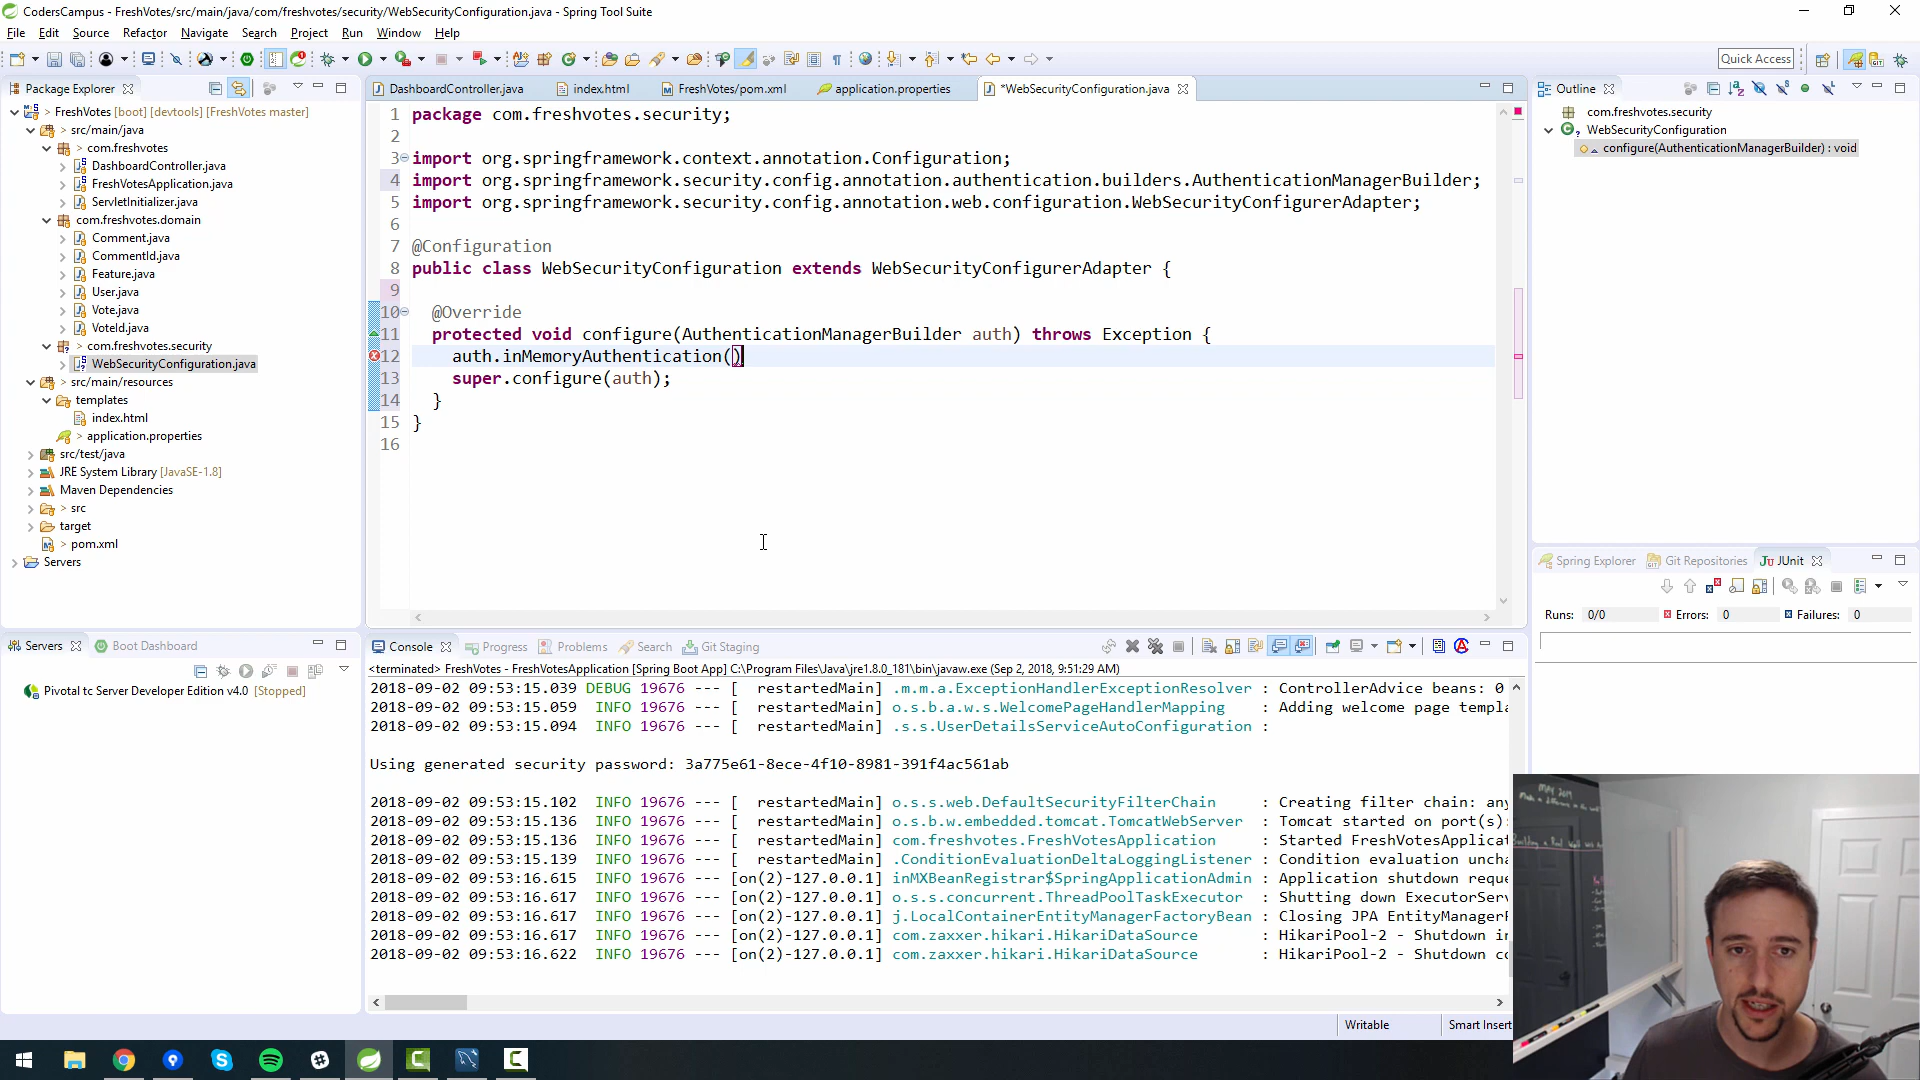 CodersCampus - FreshVotes/src/main/java/com/freshvotes/security/WebSecurityConfiguration.java - Spring Tool Suite
File Edit Source Refactor Navigate Search Project Run Window Help
Quick Access
Package Explorer
FreshVotes [boot] [devtools] [FreshVotes master]
> src/main/java
> com.freshvotes
> DashboardController.java
> FreshVotesApplication.java
> ServletInitializer.java
> com.freshvotes.domain
> Comment.java
> CommentId.java
> Feature.java
> User.java
> Vote.java
> VoteId.java
> com.freshvotes.security
WebSecurityConfiguration.java
> src/main/resources
templates
index.html
> application.properties
src/test/java
JRE System Library [JavaSE-1.8]
Maven Dependencies
> src
target
> pom.xml
Servers
DashboardController.java index.html FreshVotes/pom.xml application.properties *WebSecurityConfiguration.java
1 package com.freshvotes.security;
2
3 import org.springframework.context.annotation.Configuration;
4 import org.springframework.security.config.annotation.authentication.builders.AuthenticationManagerBuilder;
5 import org.springframework.security.config.annotation.web.configuration.WebSecurityConfigurerAdapter;
6
7 @Configuration
8 public class WebSecurityConfiguration extends WebSecurityConfigurerAdapter {
9
10 @Override
11 protected void configure(AuthenticationManagerBuilder auth) throws Exception {
12 auth.inMemoryAuthentication()
13 super.configure(auth);
14 }
15 }
16
Outline
com.freshvotes.security
WebSecurityConfiguration
configure(AuthenticationManagerBuilder) : void
Spring Explorer Git Repositories JUnit
Runs: 0/0 Errors: 0 Failures: 0
Servers Boot Dashboard
Pivotal tc Server Developer Edition v4.0 [Stopped]
Console Progress Problems Search Git Staging
<terminated> FreshVotes - FreshVotesApplication [Spring Boot App] C:\Program Files\Java\jre1.8.0_181\bin\javaw.exe (Sep 2, 2018, 9:51:29 AM)
2018-09-02 09:53:15.039 DEBUG 19676 --- [ restartedMain] .m.m.a.ExceptionHandlerExceptionResolver : ControllerAdvice beans: 0
2018-09-02 09:53:15.059 INFO 19676 --- [ restartedMain] o.s.b.a.w.s.WelcomePageHandlerMapping : Adding welcome page templa
2018-09-02 09:53:15.094 INFO 19676 --- [ restartedMain] .s.s.UserDetailsServiceAutoConfiguration :
Using generated security password: 3a775e61-8ece-4f10-8981-391f4ac561ab
2018-09-02 09:53:15.102 INFO 19676 --- [ restartedMain] o.s.s.web.DefaultSecurityFilterChain : Creating filter chain: any
2018-09-02 09:53:15.136 INFO 19676 --- [ restartedMain] o.s.b.w.embedded.tomcat.TomcatWebServer : Tomcat started on port(s):
2018-09-02 09:53:15.136 INFO 19676 --- [ restartedMain] com.freshvotes.FreshVotesApplication : Started FreshVotesApplicat
2018-09-02 09:53:15.139 INFO 19676 --- [ restartedMain] .ConditionEvaluationDeltaLoggingListener : Condition evaluation uncha
2018-09-02 09:53:16.615 INFO 19676 --- [on(2)-127.0.0.1] inMXBeanRegistrar$SpringApplicationAdmin : Application shutdown reque
2018-09-02 09:53:16.617 INFO 19676 --- [on(2)-127.0.0.1] o.s.s.concurrent.ThreadPoolTaskExecutor : Shutting down ExecutorServ
2018-09-02 09:53:16.617 INFO 19676 --- [on(2)-127.0.0.1] j.LocalContainerEntityManagerFactoryBean : Closing JPA EntityManagerF
2018-09-02 09:53:16.617 INFO 19676 --- [on(2)-127.0.0.1] com.zaxxer.hikari.HikariDataSource : HikariPool-2 - Shutdown in
2018-09-02 09:53:16.622 INFO 19676 --- [on(2)-127.0.0.1] com.zaxxer.hikari.HikariDataSource : HikariPool-2 - Shutdown co
Writable Smart Insert